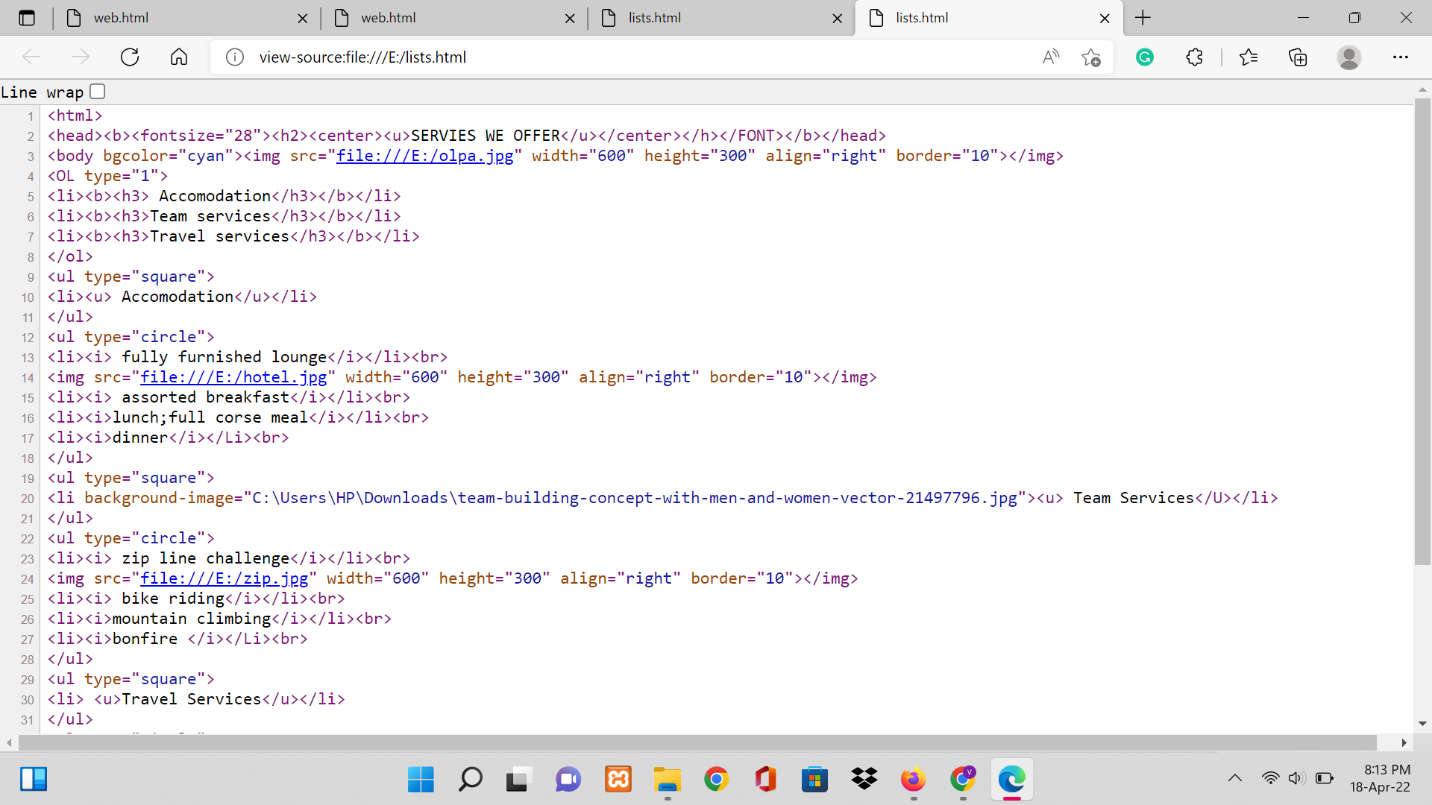 web.html
web.html
lists.html
lists.html
view-source:file:///E:/lists.html
Line wrap
1 <html>
2 <head><b><fontsize="28"><h2><center><u>SERVIES WE OFFER</u></center></h></FONT></b></head>
3 <body bgcolor="cyan"><img src="file:///E:/olpa.jpg" width="600" height="300" align="right" border="10"></img>
4 <OL type="1">
5 <li><b><h3> Accomodation</h3></b></li>
6 <li><b><h3>Team services</h3></b></li>
7 <li><b><h3>Travel services</h3></b></li>
8 </ol>
9 <ul type="square">
10 <li><u> Accomodation</u></li>
11 </ul>
12 <ul type="circle">
13 <li><i> fully furnished lounge</i></li><br>
14 <img src="file:///E:/hotel.jpg" width="600" height="300" align="right" border="10"></img>
15 <li><i> assorted breakfast</i></li><br>
16 <li><i>lunch;full corse meal</i></li><br>
17 <li><i>dinner</i></Li><br>
18 </ul>
19 <ul type="square">
20 <li background-image="C:\Users\HP\Downloads\team-building-concept-with-men-and-women-vector-21497796.jpg"><u> Team Services</U></li>
21 </ul>
22 <ul type="circle">
23 <li><i> zip line challenge</i></li><br>
24 <img src="file:///E:/zip.jpg" width="600" height="300" align="right" border="10"></img>
25 <li><i> bike riding</i></li><br>
26 <li><i>mountain climbing</i></li><br>
27 <li><i>bonfire </i></Li><br>
28 </ul>
29 <ul type="square">
30 <li> <u>Travel Services</u></li>
31 </ul>
8:13 PM
18-Apr-22